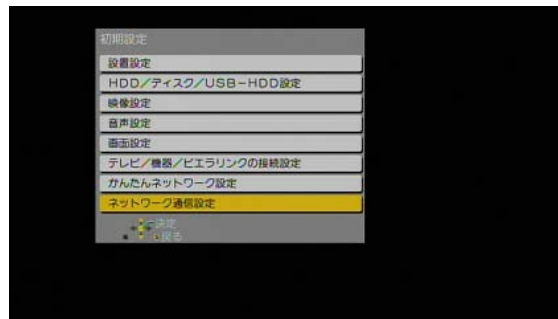 初期設定
設置設定
HDD/ディスク/USB-HDD設定
映像設定
音声設定
画面設定
テレビ/機器/ビエラリンクの接続設定
かんたんネットワーク設定
ネットワーク通信設定
決定
戻る